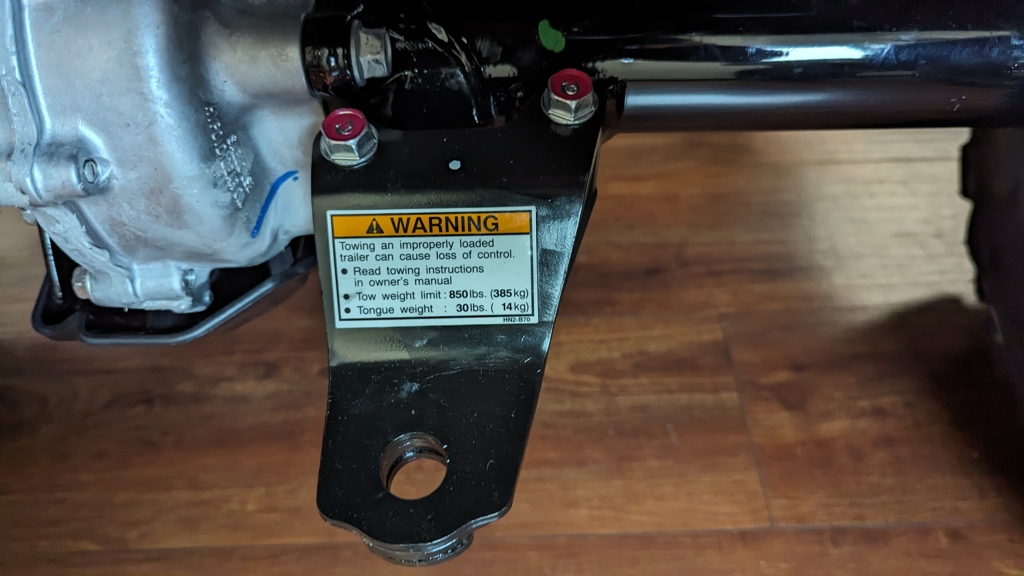 WARNING
Towing an improperly loaded
trailer can cause loss of control.
• Read towing instructions
in owner's manual
• Tow weight limit : 850 lbs. ( 385 kg)
• Tongue weight : 30 lbs. ( 14 kg)
HN2-B70